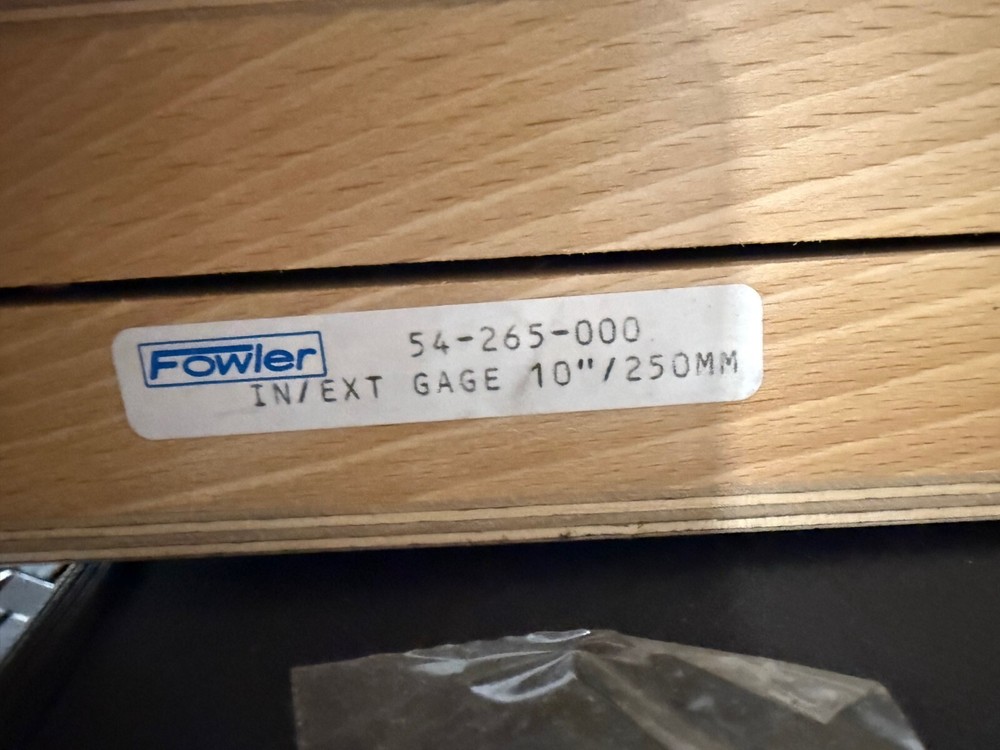 Fowler 54-265-000
IN/EXT GAGE 10"/250MM